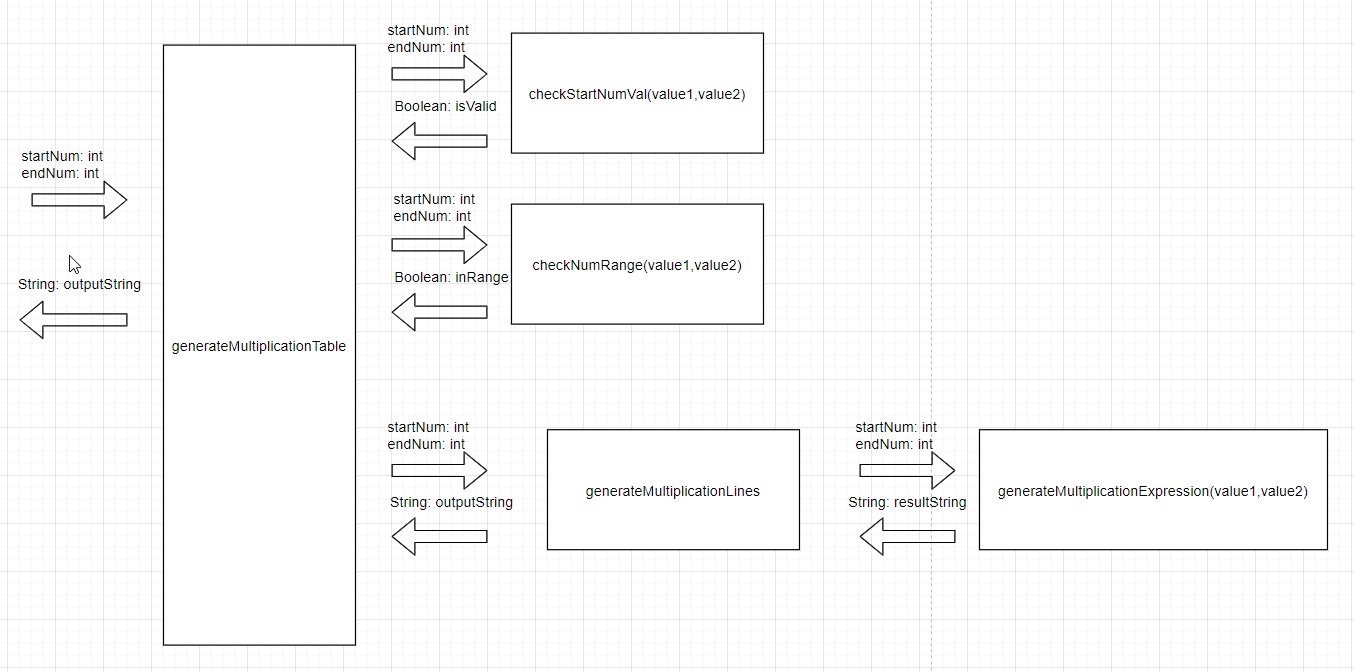 startNum: int
endNum: int
String: outputString
generateMultiplicationTable
startNum: int
endNum: int
Boolean: isValid
checkStartNumVal(value1,value2)
startNum: int
endNum: int
Boolean: inRange
checkNumRange(value1,value2)
startNum: int
endNum: int
String: outputString
generateMultiplicationLines
startNum: int
endNum: int
String: resultString
generateMultiplicationExpression(value1,value2)